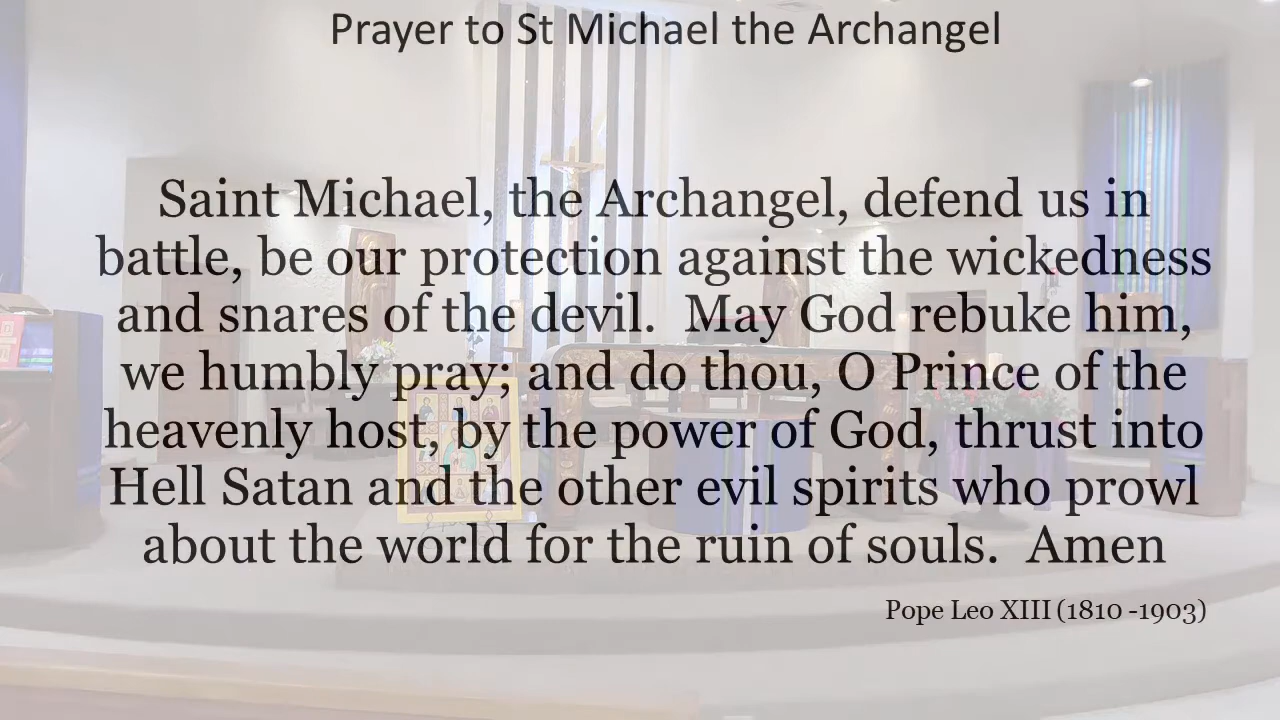 Prayer to St Michael the Archangel
Saint Michael, the Archangel, defend us in
battle, be our protection against the wickedness
and snares of the devil.  May God rebuke him,
we humbly pray; and do thou, O Prince of the
heavenly host, by the power of God, thrust into
Hell Satan and the other evil spirits who prowl
about the world for the ruin of souls.  Amen
Pope Leo XIII (1810 -1903)